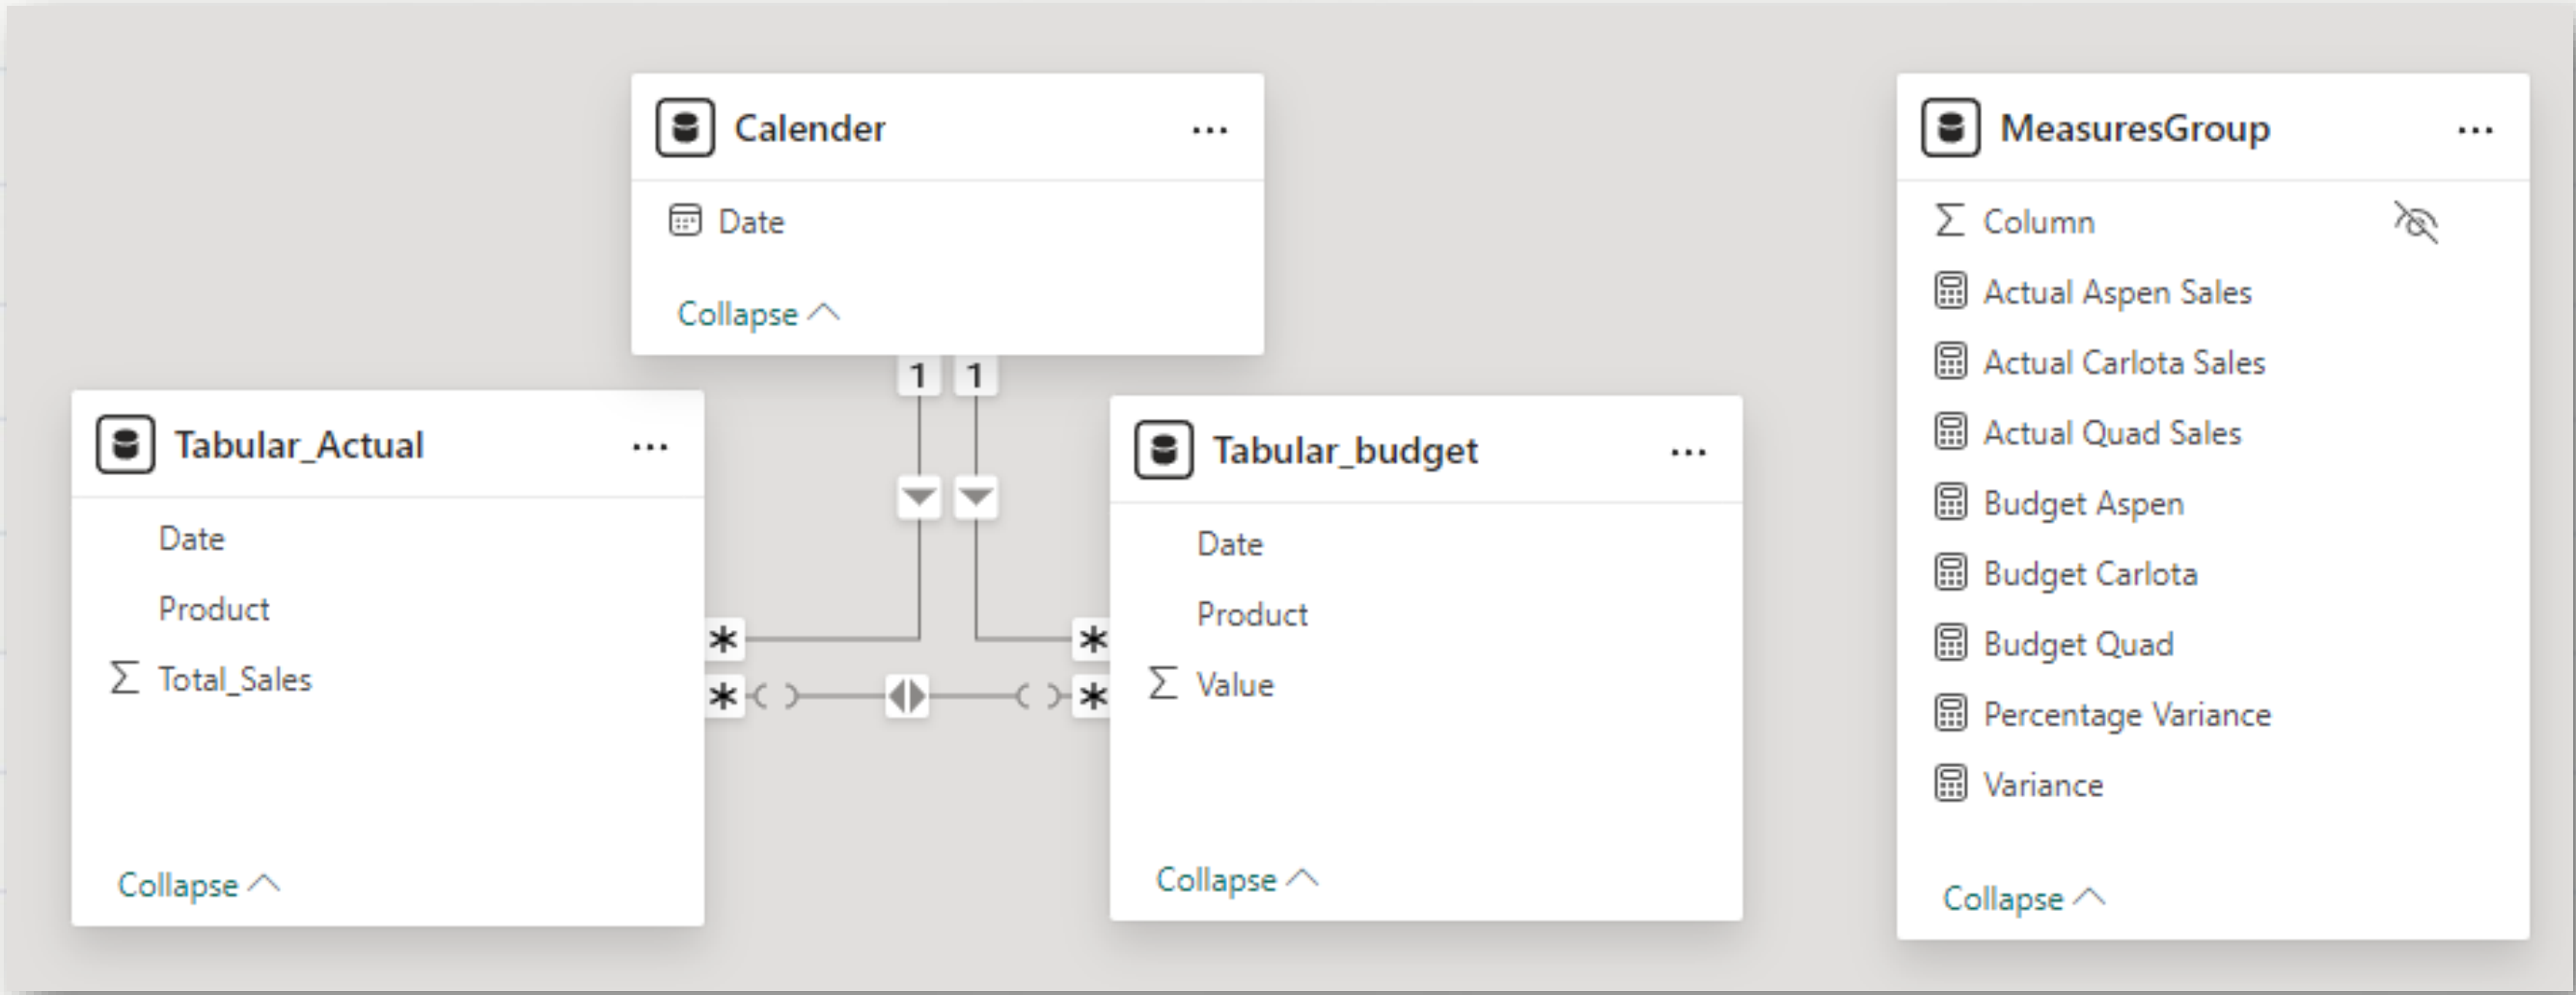 Calender
Date
Collapse
1 1
Tabular_Actual
Date
Product
Σ Total_Sales
Collapse
* *
* *
Tabular_budget
Date
Product
Σ Value
Collapse
MeasuresGroup
Σ Column
Actual Aspen Sales
Actual Carlota Sales
Actual Quad Sales
Budget Aspen
Budget Carlota
Budget Quad
Percentage Variance
Variance
Collapse